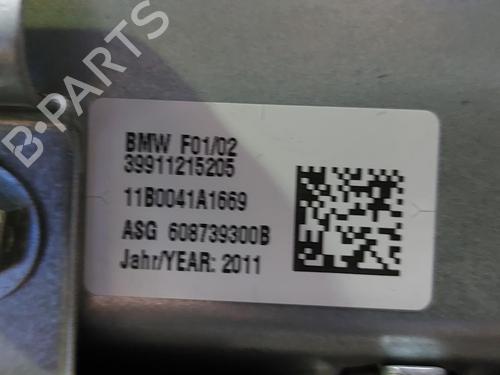 B-PARTS
BMW F01/02
39911215205
11B0041A1669
ASG 608739300B
Jahr/YEAR: 2011